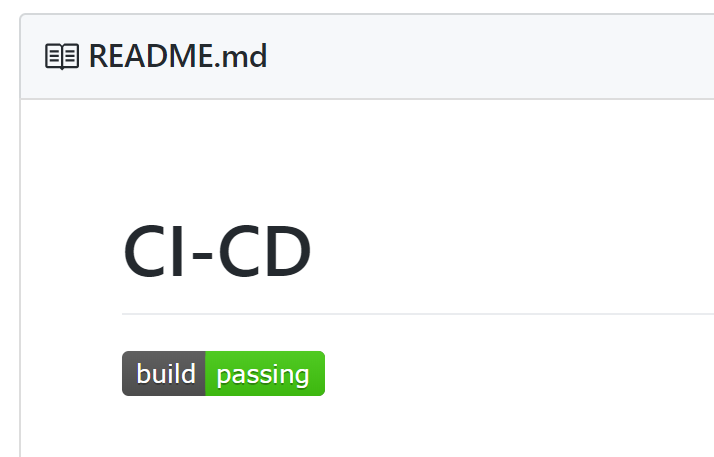 README.md
CI-CD
build passing